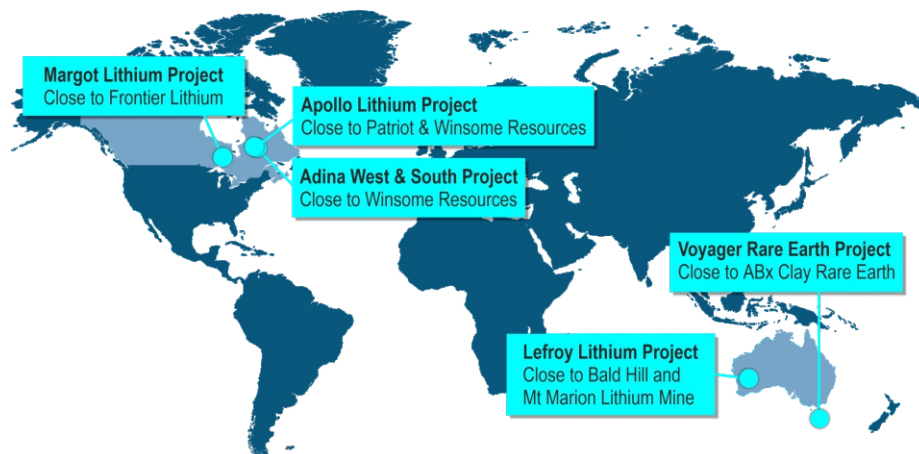 Margot Lithium Project
Close to Frontier Lithium
Apollo Lithium Project
Close to Patriot & Winsome Resources
Adina West & South Project
Close to Winsome Resources
Voyager Rare Earth Project
Close to ABx Clay Rare Earth
Lefroy Lithium Project
Close to Bald Hill and
Mt Marion Lithium Mine